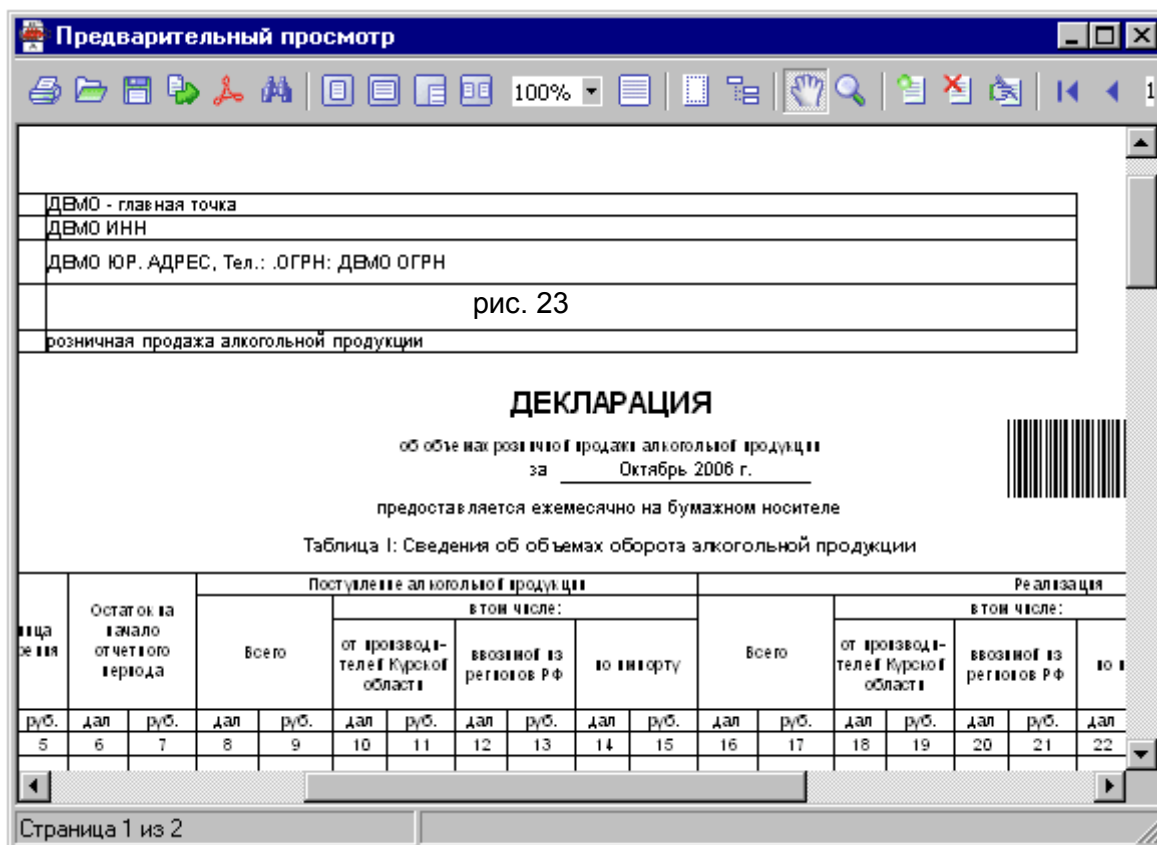 Предварительный просмотр
100%
1
ДЕМО - главная точка
ДЕМО ИНН
ДЕМО ЮР. АДРЕС, Тел.: .ОГРН: ДЕМО ОГРН
рис. 23
розничная продажа алкогольной продукции
ДЕКЛАРАЦИЯ
об объемах розничной продажи алкогольной продукции
за Октябрь 2006 г.
предоставляется ежемесячно на бумажном носителе
Таблица I: Сведения об объемах оборота алкогольной продукции
Поступление алкогольной продукции Реализация
Остаток на начало отчетного периода
в том числе: в том числе:
Всего от производи-телей Курской области ввозимой из регионов РФ по импорту Всего от производи-телей Курской области ввозимой из регионов РФ по
руб. дал руб. дал руб. дал руб. дал руб. дал руб. дал руб. дал руб. дал руб. дал
5 6 7 8 9 10 11 12 13 14 15 16 17 18 19 20 21 22
Страница 1 из 2